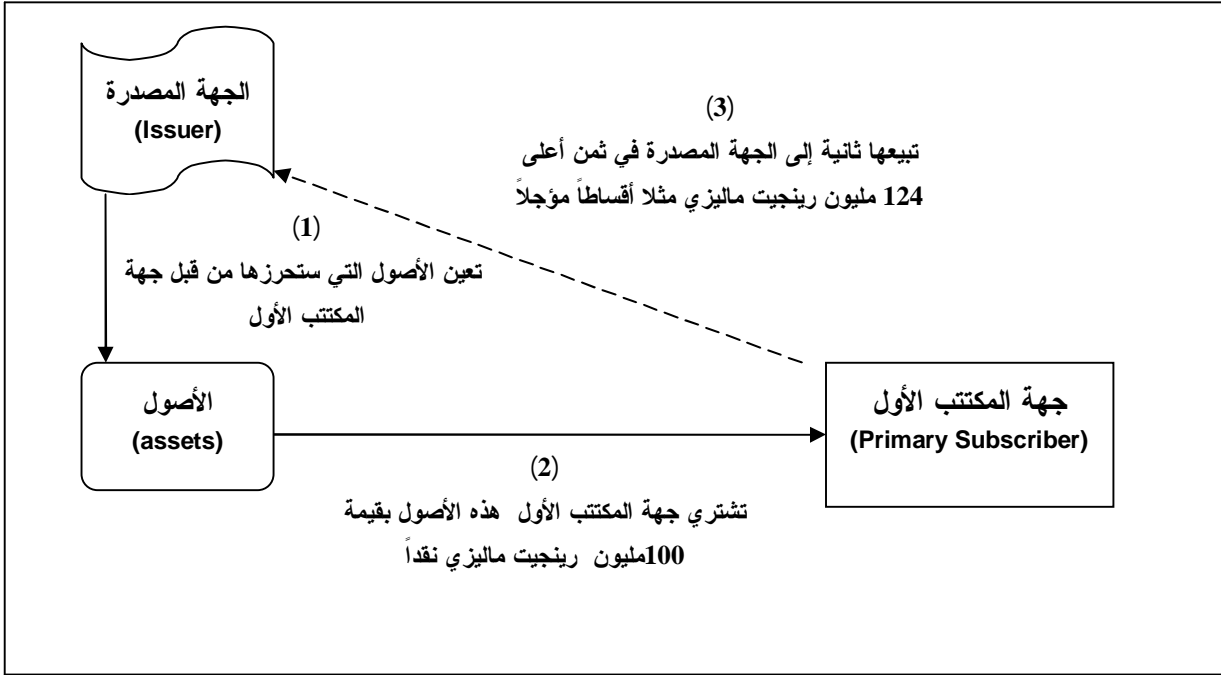 الجهة المصدرة
(Issuer)
(3)
تبيعها ثانية إلى الجهة المصدرة في ثمن أعلى
124 مليون رينجيت ماليزي مثلا أقساطاً مؤجلاً
(1)
تعين الأصول التي ستحرزها من قبل جهة
المكتتب الأول
الأصول
(assets)
جهة المكتتب الأول
(Primary Subscriber)
(2)
تشتري جهة المكتتب الأول هذه الأصول بقيمة
100مليون رينجيت ماليزي نقداً